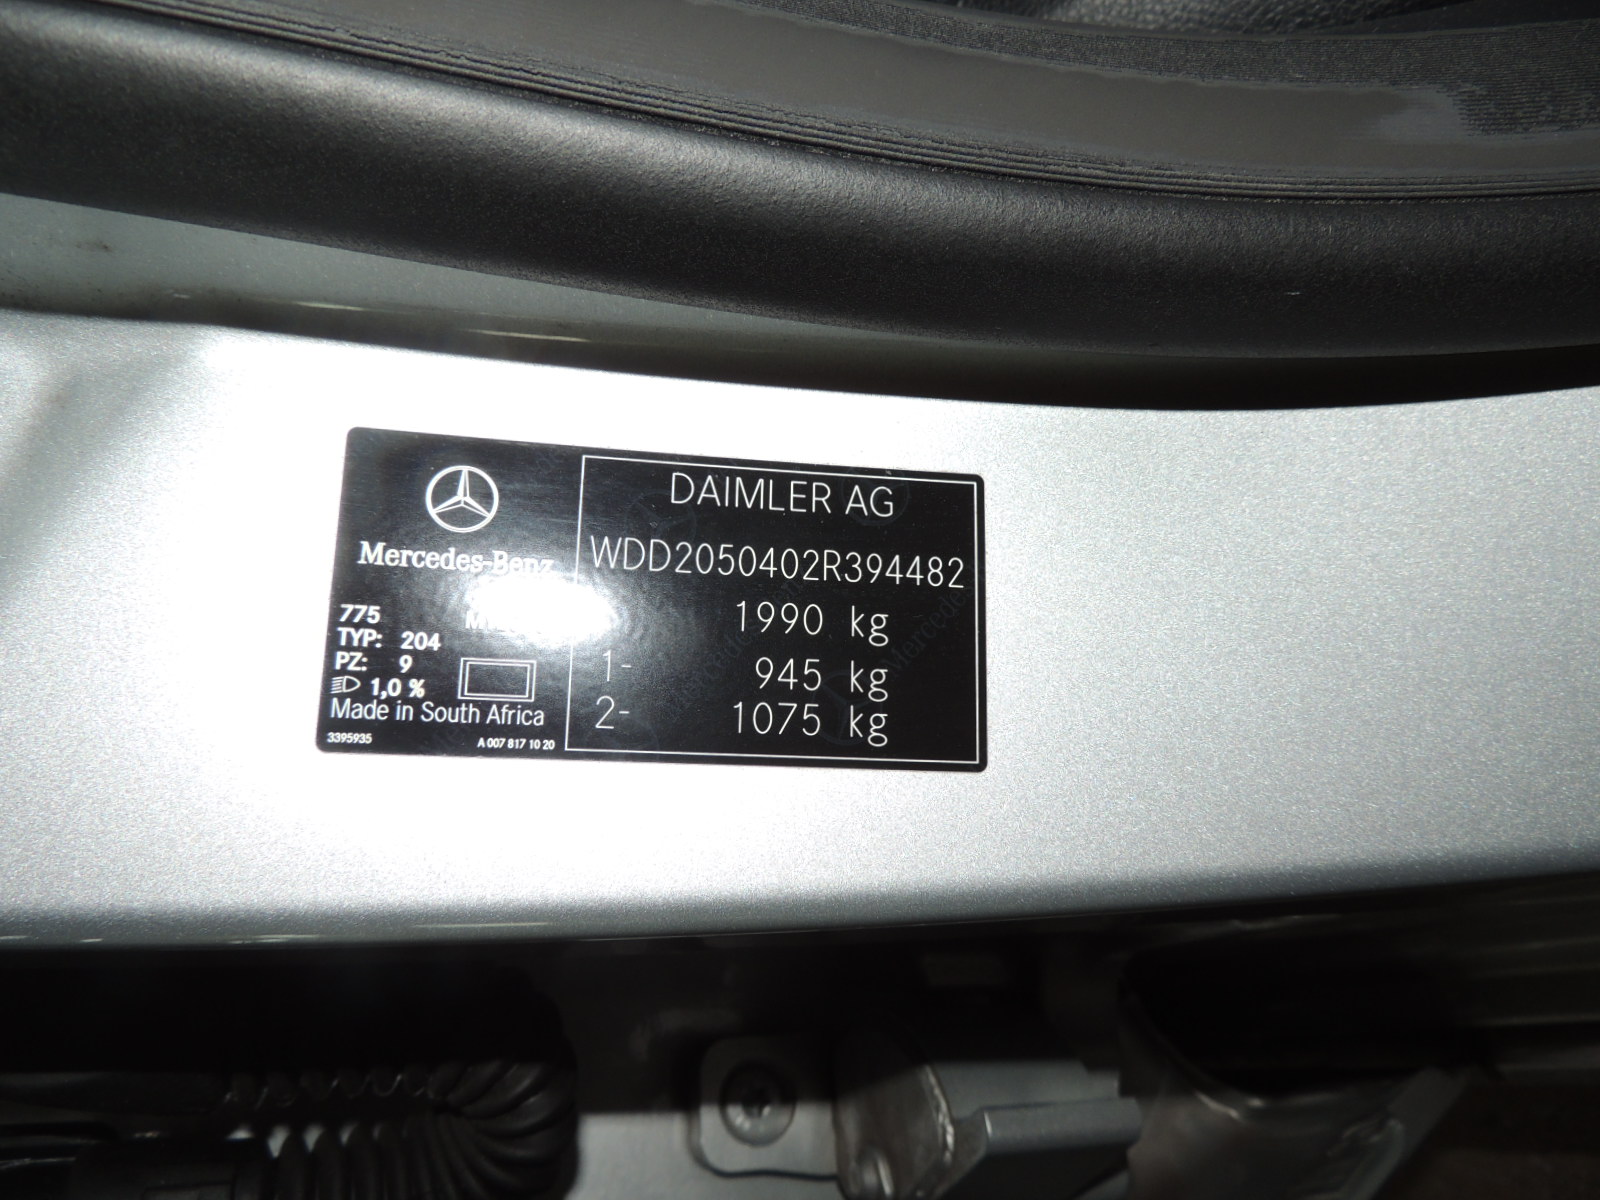 Mercedes-Benz
775
TYP: 204
PZ: 9
1,0 %
Made in South Africa
3395935
A 007 817 10 20
DAIMLER AG
WDD2050402R394482
1990 kg
1- 945 kg
2- 1075 kg